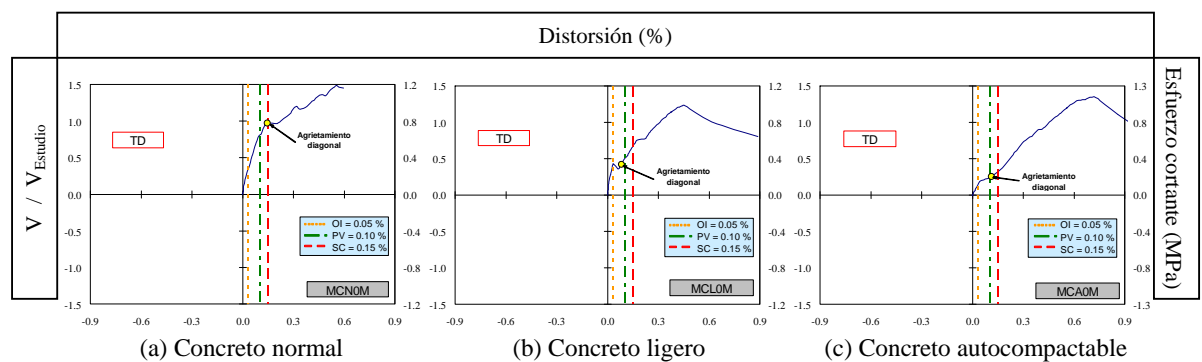 Distorsión (%)
V / V Estudio
Esfuerzo cortante (MPa)
1.5
1.0
0.5
0.0
-0.5
-1.0
-1.5
1.2
0.8
0.4
0.0
-0.4
-0.8
-1.2
TD
Agrietamiento
diagonal
OI = 0.05 %
PV = 0.10 %
SC = 0.15 %
MCN0M
-0.9 -0.6 -0.3 0.0 0.3 0.6 0.9
(a) Concreto normal
1.5
1.0
0.5
0.0
-0.5
-1.0
-1.5
1.2
0.8
0.4
0.0
-0.4
-0.8
-1.2
TD
Agrietamiento
diagonal
OI = 0.05 %
PV = 0.10 %
SC = 0.15 %
MCL0M
-0.9 -0.6 -0.3 0.0 0.3 0.6 0.9
(b) Concreto ligero
1.5
1.0
0.5
0.0
-0.5
-1.0
-1.5
1.3
0.8
0.4
0.0
-0.4
-0.8
-1.3
TD
Agrietamiento
diagonal
OI = 0.05 %
PV = 0.10 %
SC = 0.15 %
MCA0M
-0.9 -0.6 -0.3 0.0 0.3 0.6 0.9
(c) Concreto autocompactable